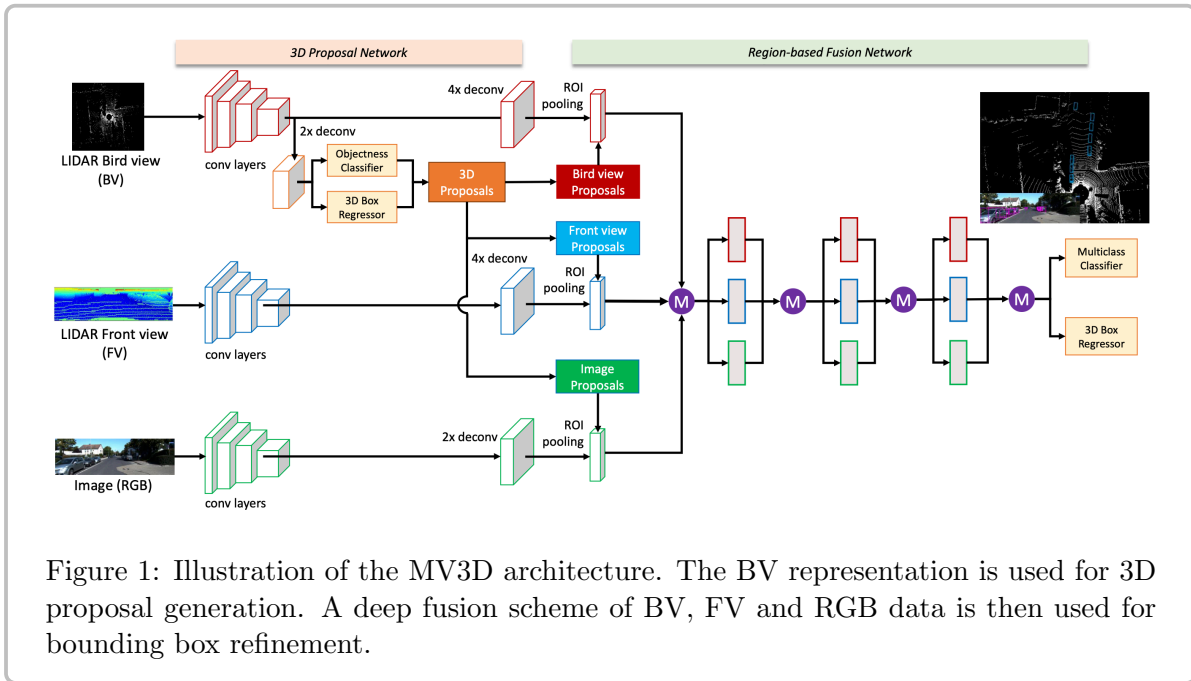 3D Proposal Network
Region-based Fusion Network
4x deconv
ROI
pooling
2x deconv
LIDAR Bird view
(BV)
conv layers
Objectness
Classifier
3D Box
Regressor
3D
Proposals
Bird view
Proposals
Front view
Proposals
4x deconv
ROI
pooling
LIDAR Front view
(FV)
conv layers
M
M
M
M
Multiclass
Classifier
3D Box
Regressor
Image
Proposals
2x deconv
ROI
pooling
Image (RGB)
conv layers
Figure 1: Illustration of the MV3D architecture. The BV representation is used for 3D
proposal generation. A deep fusion scheme of BV, FV and RGB data is then used for
bounding box refinement.